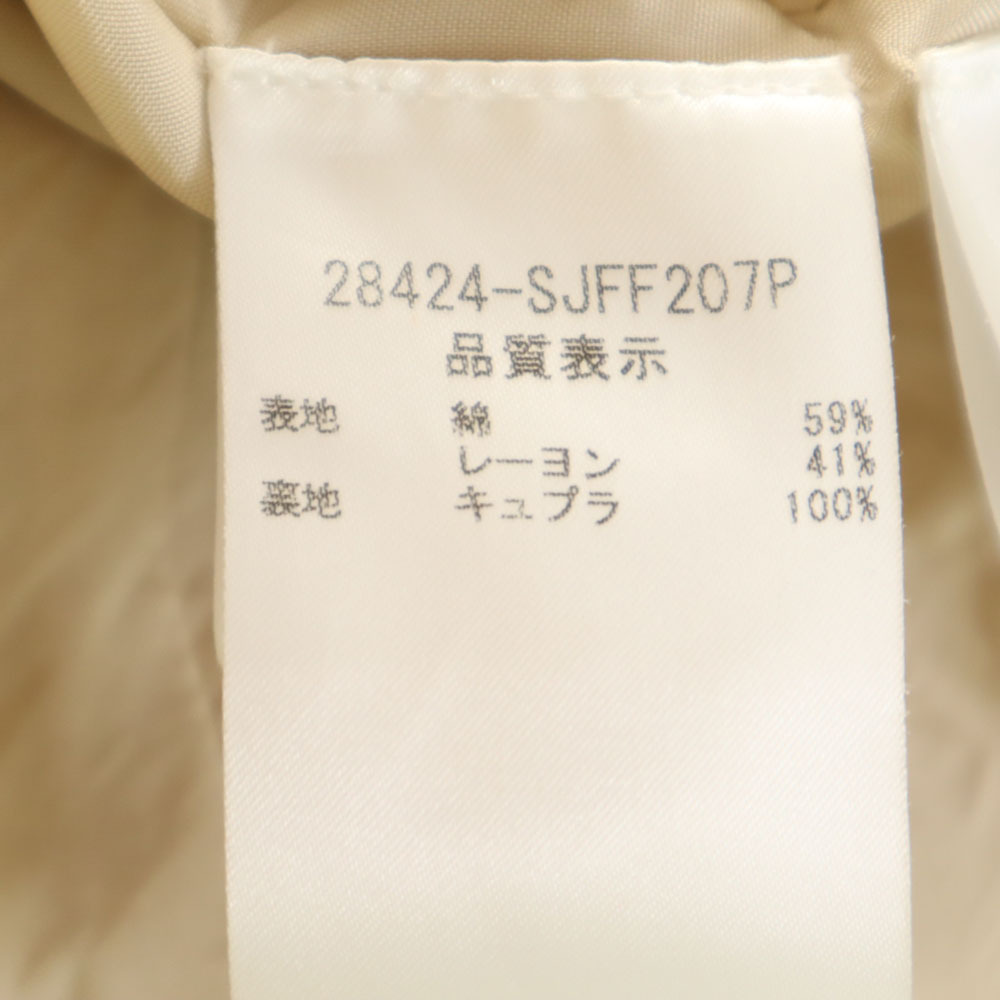 28424-SJFF207P
品質表示
表地 綿 59%
レーヨン 41%
裏地 キュプラ 100%